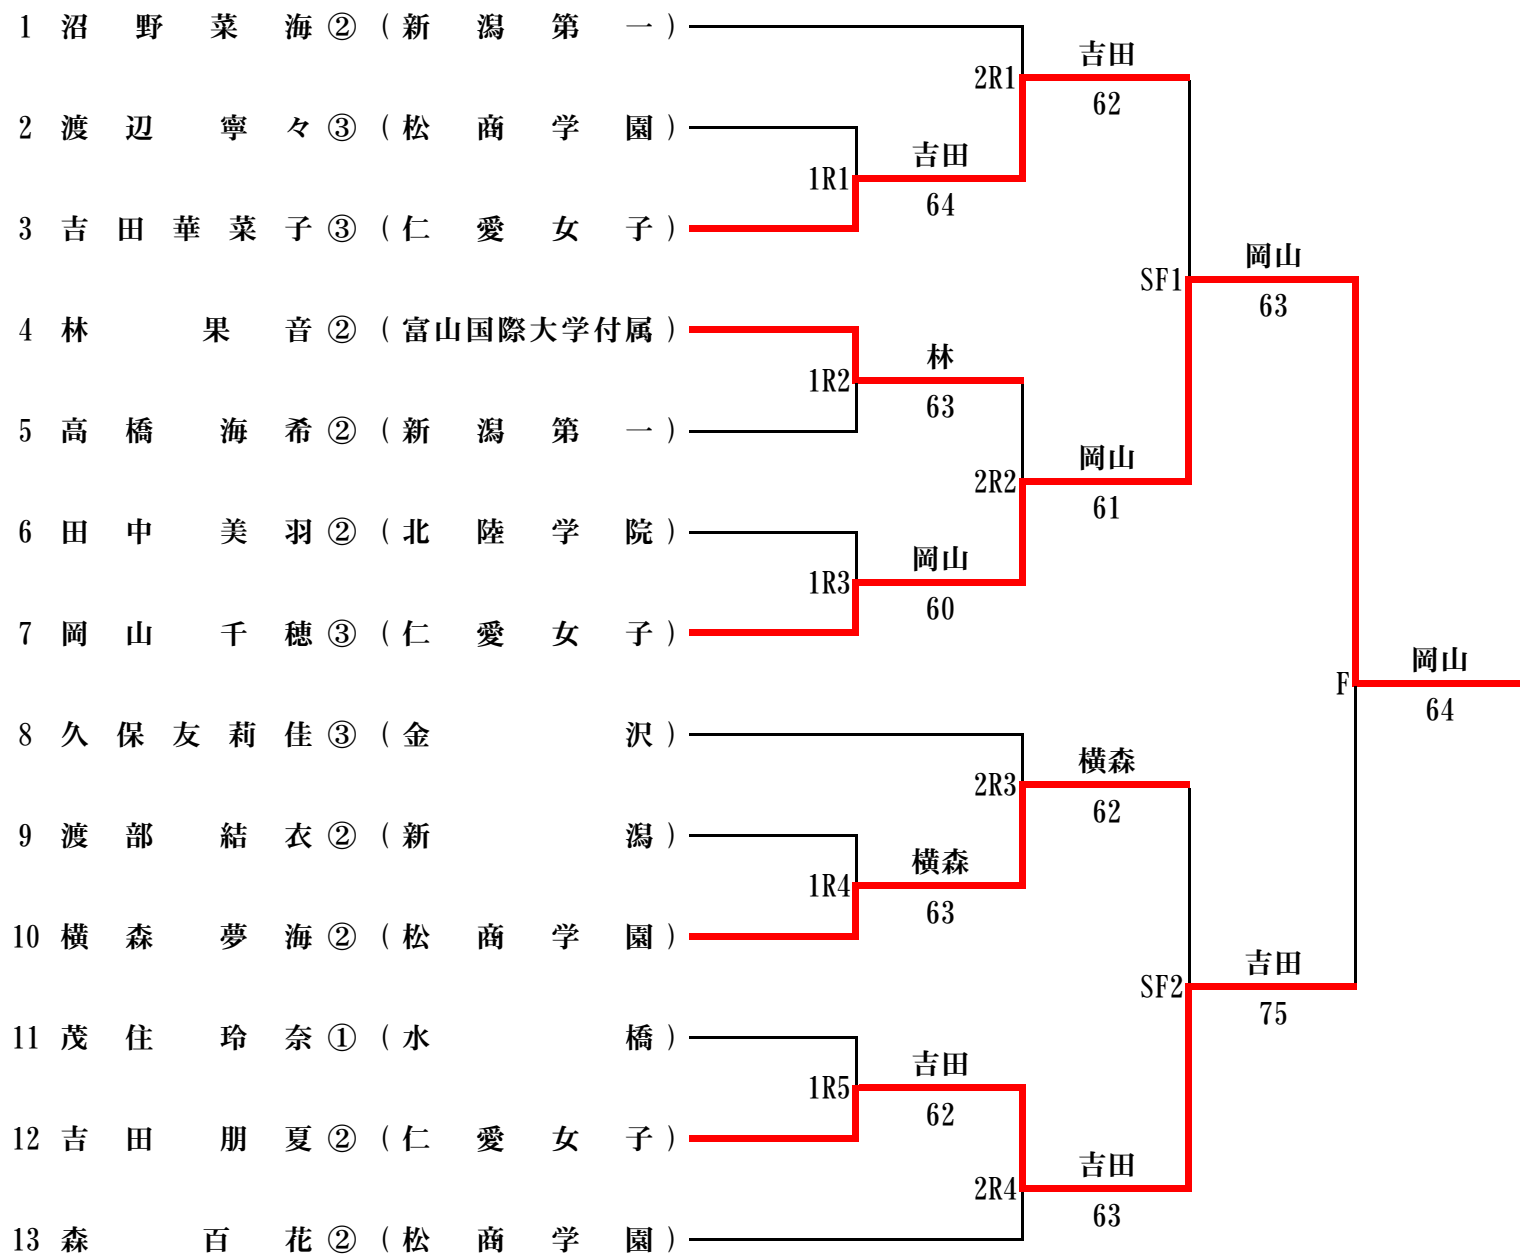 1 沼野菜海② (新潟第一)
吉田
2R1
62
2 渡辺 寧々③ (松商学園)
吉田
1R1
64
3 吉田華菜子③ (仁愛女子)
岡山
SF1
63
4 林 果音② (富山国際大学付属)
林
1R2
63
5 高橋 海希② (新潟第一)
岡山
2R2
61
6 田中 美羽② (北陸学院)
岡山
1R3
60
7 岡山 千穂③ (仁愛女子)
岡山
F
64
8 久保友莉佳③ (金沢)
横森
2R3
62
9 渡部 結衣② (新潟)
横森
1R4
63
10 横森 夢海② (松商学園)
吉田
SF2
75
11 茂住 玲奈① (水橋)
吉田
1R5
62
12 吉田 朋夏② (仁愛女子)
吉田
2R4
63
13 森 百花② (松商学園)